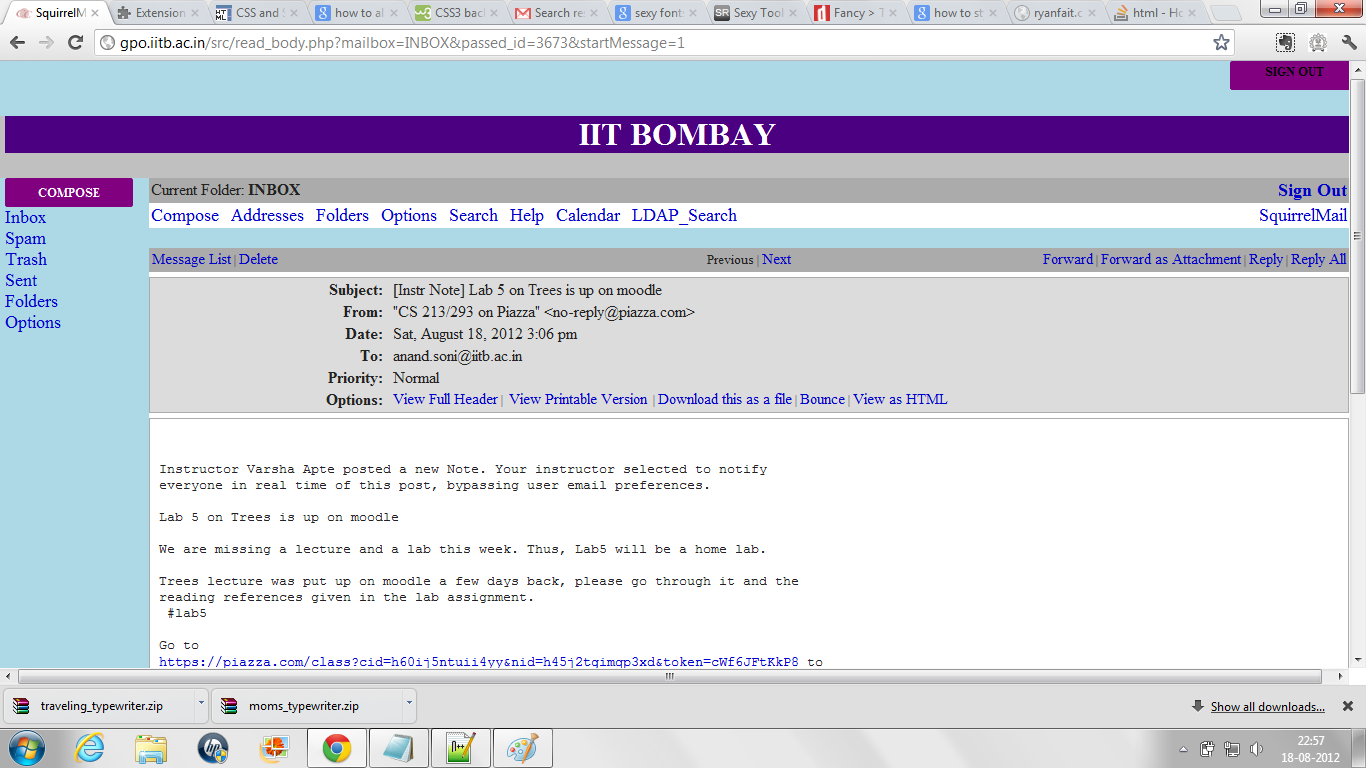 SquirrelM
Extension
CSS and S
how to al
CSS3 bac
Search re
sexy font
Sexy Tool
Fancy > T
how to st
ryanfait.c
html - Ho
gpo.iitb.ac.in/src/read_body.php?mailbox=INBOX&passed_id=3673&startMessage=1
SIGN OUT
IIT BOMBAY
COMPOSE
Inbox
Spam
Trash
Sent
Folders
Options
Current Folder: INBOX Sign Out
Compose Addresses Folders Options Search Help Calendar LDAP_Search SquirrelMail
Message List | Delete Previous | Next Forward | Forward as Attachment | Reply | Reply All
Subject: [Instr Note] Lab 5 on Trees is up on moodle
From: "CS 213/293 on Piazza" <no-reply@piazza.com>
Date: Sat, August 18, 2012 3:06 pm
To: anand.soni@iitb.ac.in
Priority: Normal
Options: View Full Header | View Printable Version | Download this as a file | Bounce | View as HTML
Instructor Varsha Apte posted a new Note. Your instructor selected to notify
everyone in real time of this post, bypassing user email preferences.
Lab 5 on Trees is up on moodle
We are missing a lecture and a lab this week. Thus, Lab5 will be a home lab.
Trees lecture was put up on moodle a few days back, please go through it and the
reading references given in the lab assignment.
#lab5
Go to
https://piazza.com/class?cid=h60ij5ntuii4yy&nid=h45j2tgimqp3xd&token=cWf6JFtKkP8 to
traveling_typewriter.zip
moms_typewriter.zip
Show all downloads...
22:57
18-08-2012